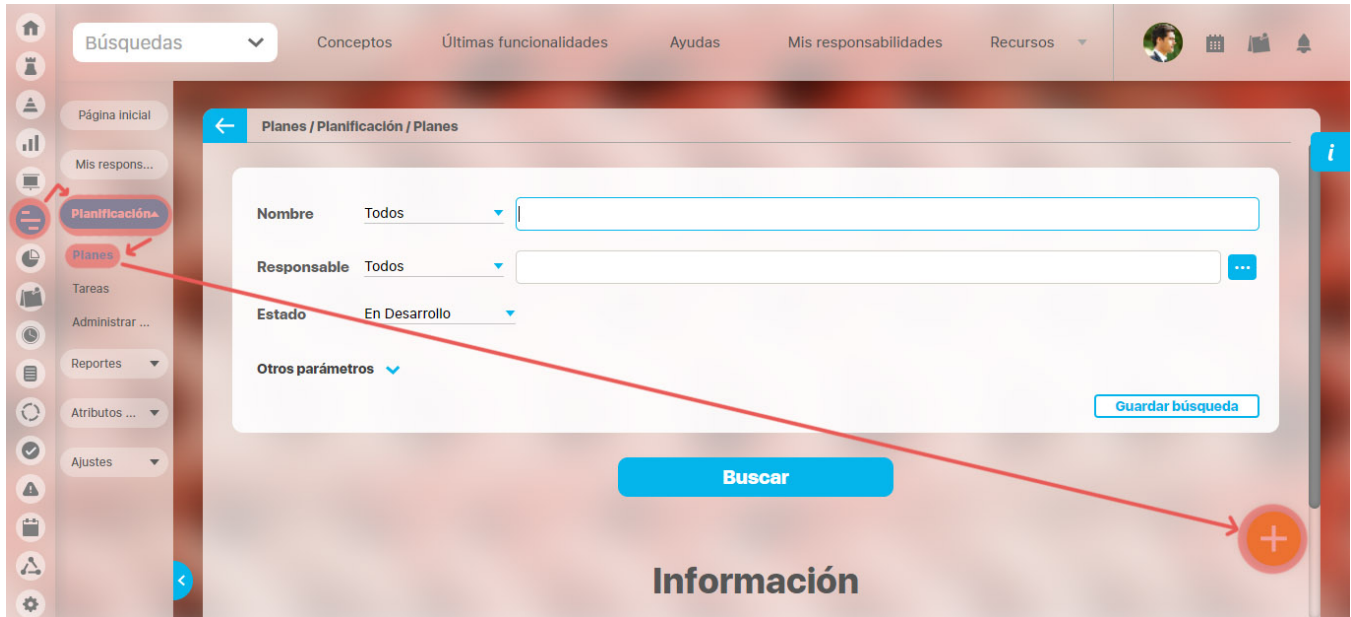 Búsquedas
Conceptos
Últimas funcionalidades
Ayudas
Mis responsabilidades
Recursos
Página inicial
Mis respons...
Planificación
Planes
Tareas
Administrar ...
Reportes
Atributos ...
Ajustes
Planes / Planificación / Planes
i
Nombre Todos
Responsable Todos
...
Estado En Desarrollo
Otros parámetros
Guardar búsqueda
Buscar
Información